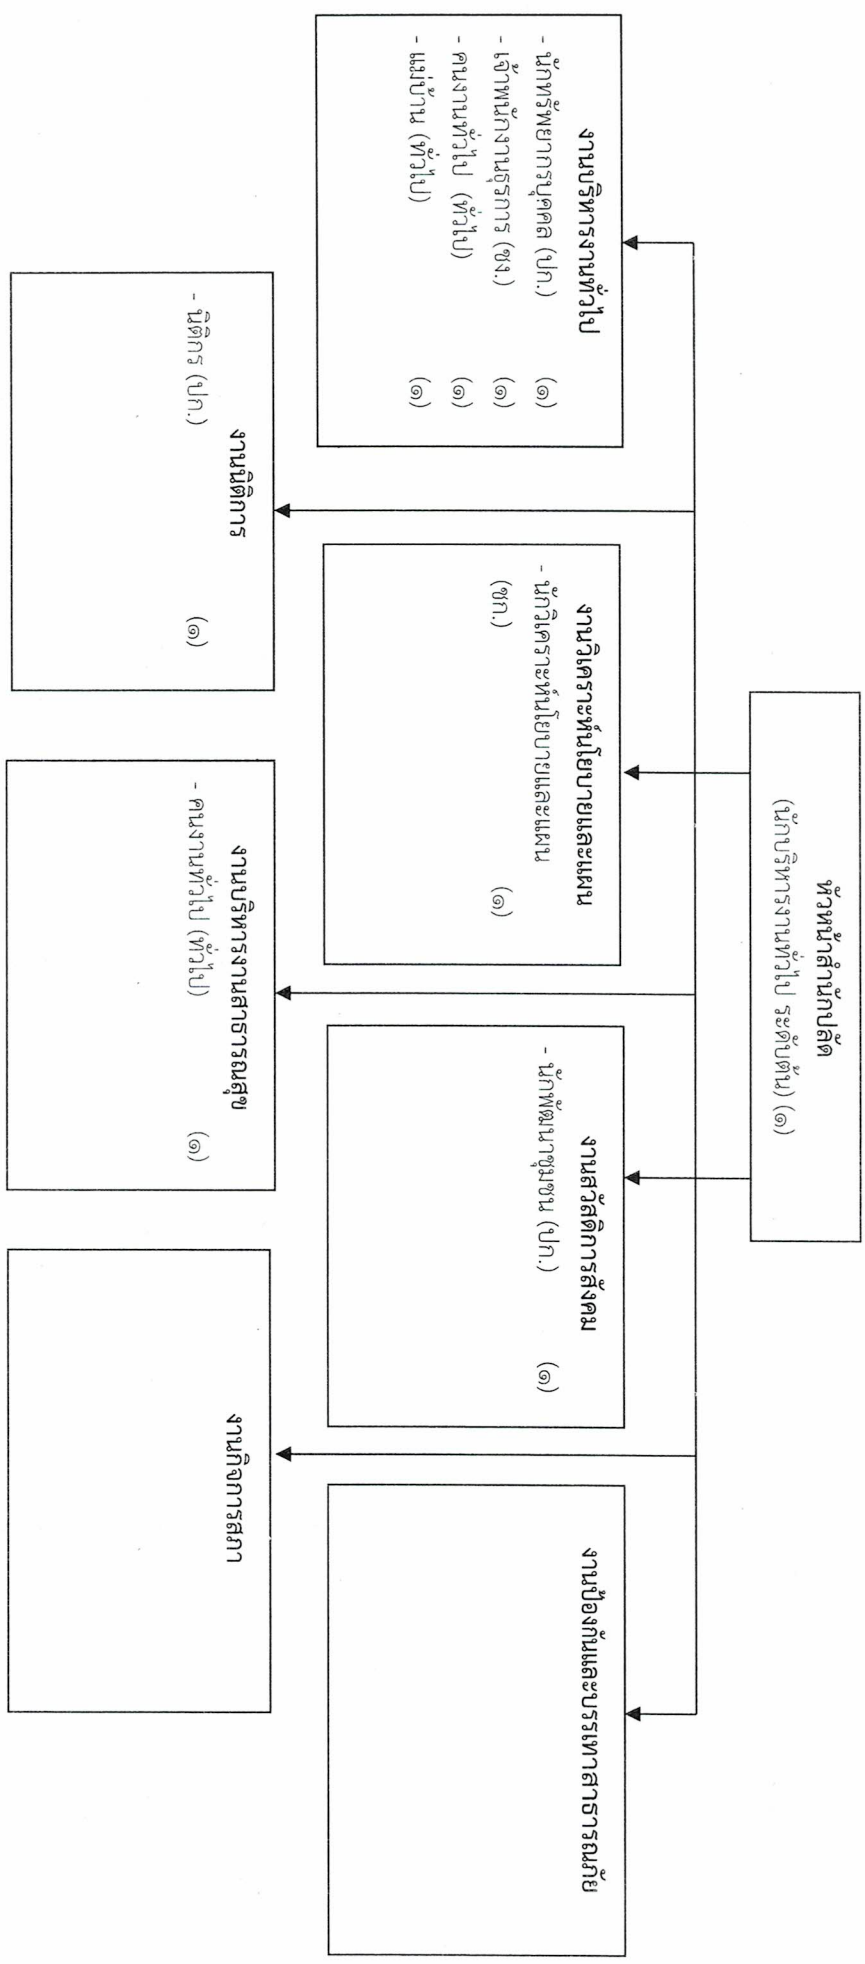 หัวหน้าสำนักปลัด
(นักบริหารงานทั่วไป ระดับต้น) (๑)
งานบริหารงานทั่วไป
- นักทรัพยากรบุคคล (ปก.) (๑)
- เจ้าพนักงานธุรการ (ชง.) (๑)
- คนงานทั่วไป (ทั่วไป) (๑)
- แม่บ้าน (ทั่วไป) (๑)
งานวิเคราะห์นโยบายและแผน
- นักวิเคราะห์นโยบายและแผน
(ชก.) (๑)
งานสวัสดิการสังคม
- นักพัฒนาชุมชน (ปก.) (๑)
งานป้องกันและบรรเทาสาธารณภัย
งานนิติการ
- นิติกร (ปก.) (๑)
งานบริหารงานสาธารณสุข
- คนงานทั่วไป (ทั่วไป) (๑)
งานกิจการสภา